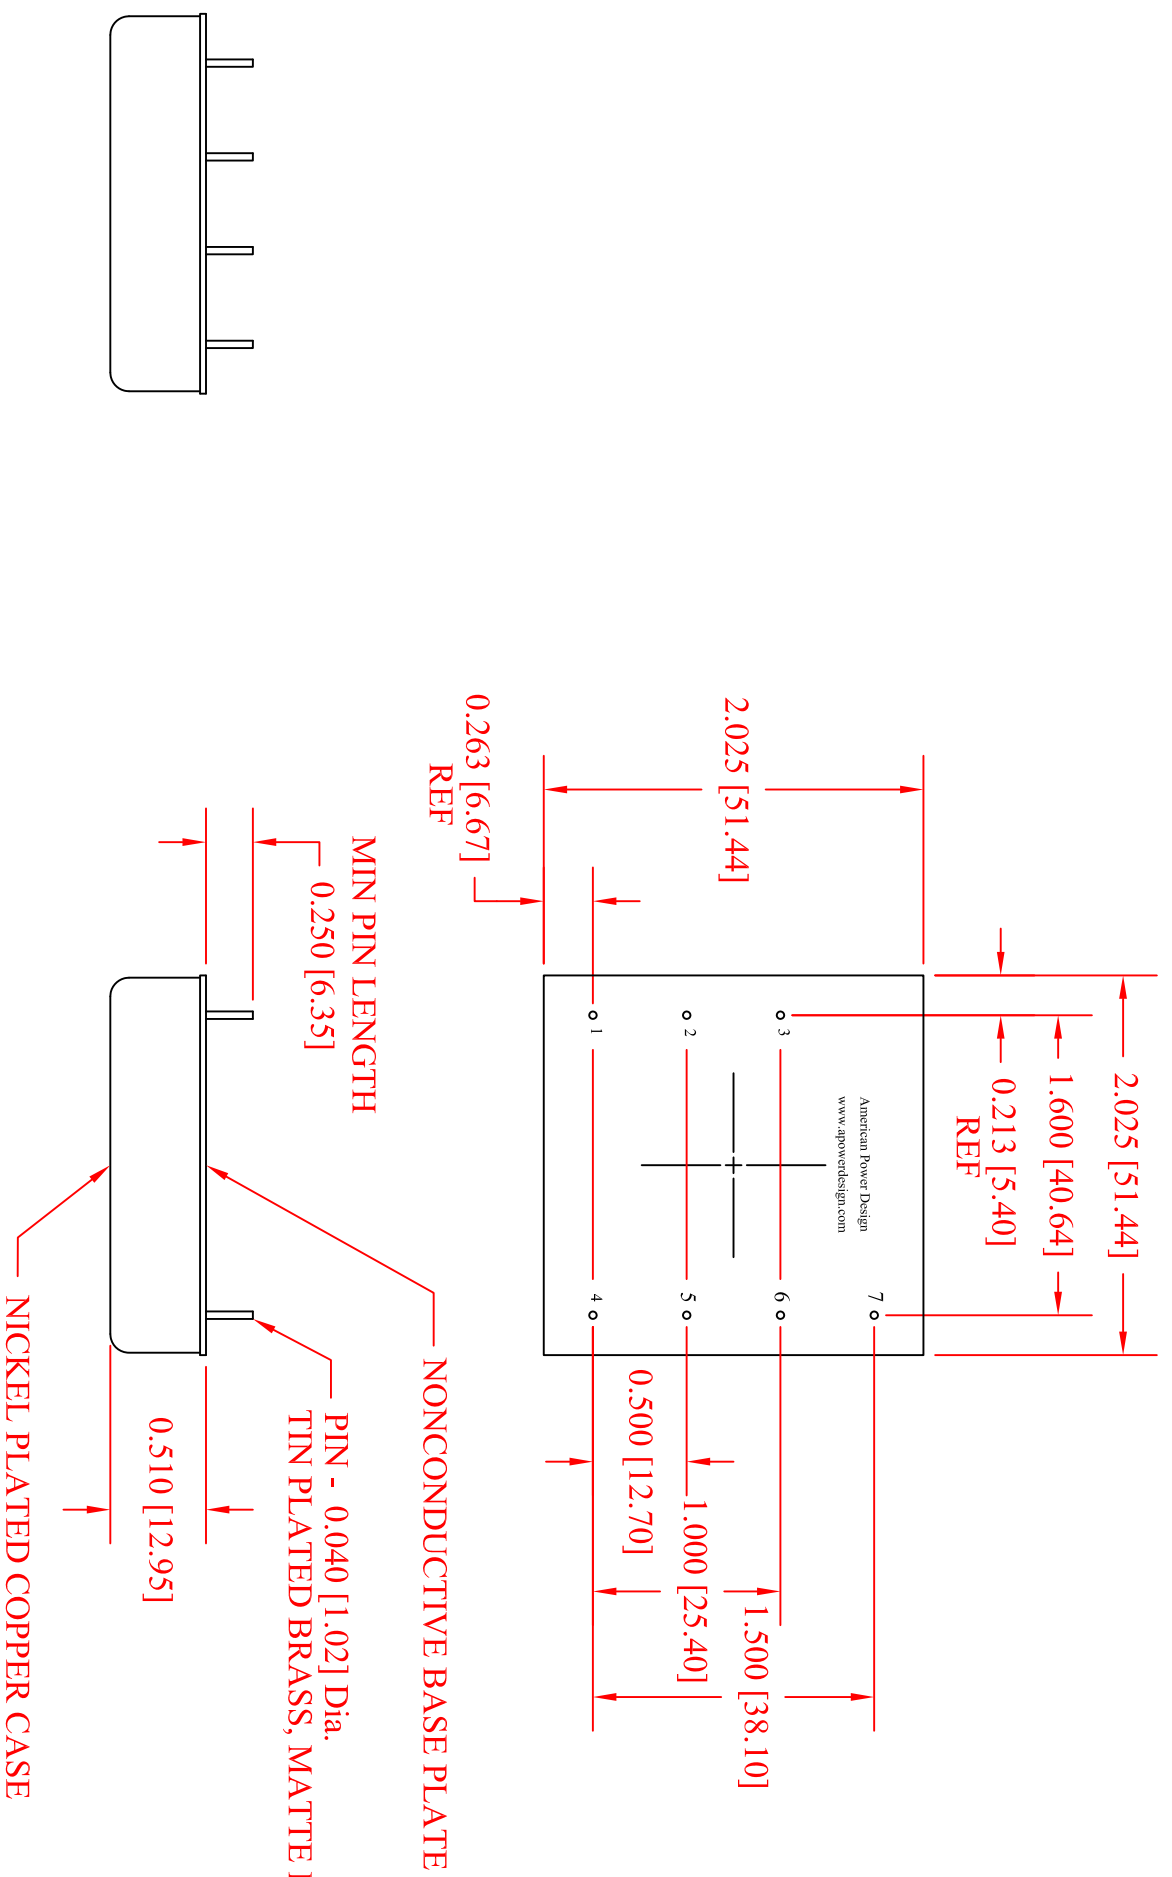 2.025 [51.44]
1.600 [40.64]
0.213 [5.40]
REF
2.025 [51.44]
0.263 [6.67]
REF
American Power Design
www.apowerdesign.com
7
3
6
2
5
1
4
1.500 [38.10]
1.000 [25.40]
0.500 [12.70]
MIN PIN LENGTH
0.250 [6.35]
NONCONDUCTIVE BASE PLATE
PIN - 0.040 [1.02] Dia.
TIN PLATED BRASS, MATTE
0.510 [12.95]
NICKEL PLATED COPPER CASE